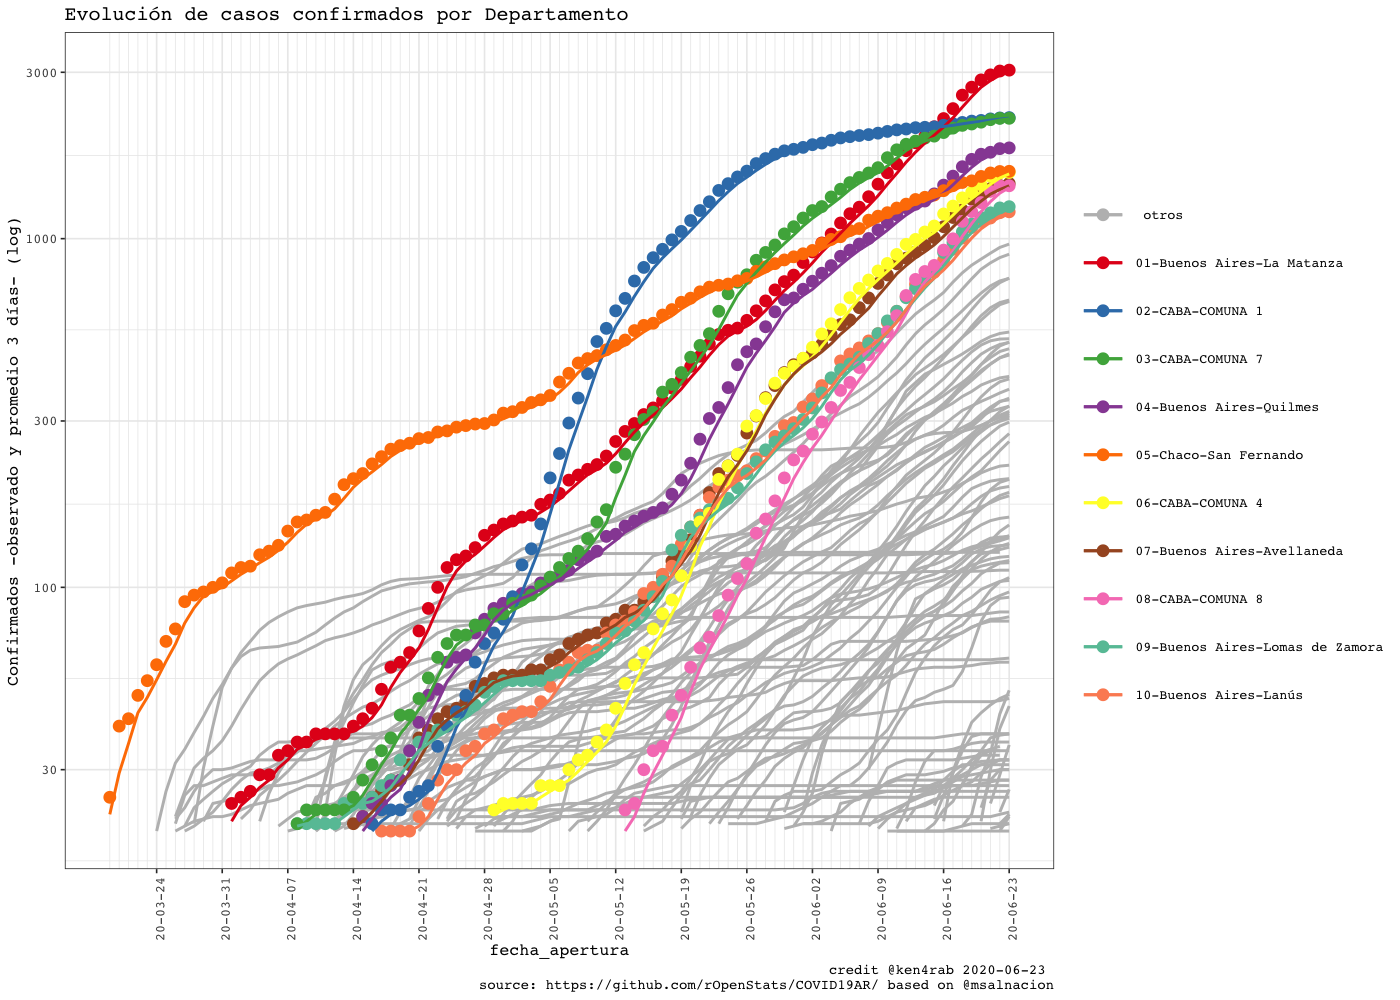 Evolución de casos confirmados por Departamento
Confirmados -observado y promedio 3 días- (log)
3000
1000
300
100
30
20-03-24
20-03-31
20-04-07
20-04-14
20-04-21
20-04-28
20-05-05
20-05-12
20-05-19
20-05-26
20-06-02
20-06-09
20-06-16
20-06-23
fecha_apertura
otros
01-Buenos Aires-La Matanza
02-CABA-COMUNA 1
03-CABA-COMUNA 7
04-Buenos Aires-Quilmes
05-Chaco-San Fernando
06-CABA-COMUNA 4
07-Buenos Aires-Avellaneda
08-CABA-COMUNA 8
09-Buenos Aires-Lomas de Zamora
10-Buenos Aires-Lanús
credit @ken4rab 2020-06-23
source: https://github.com/rOpenStats/COVID19AR/ based on @msalnacion